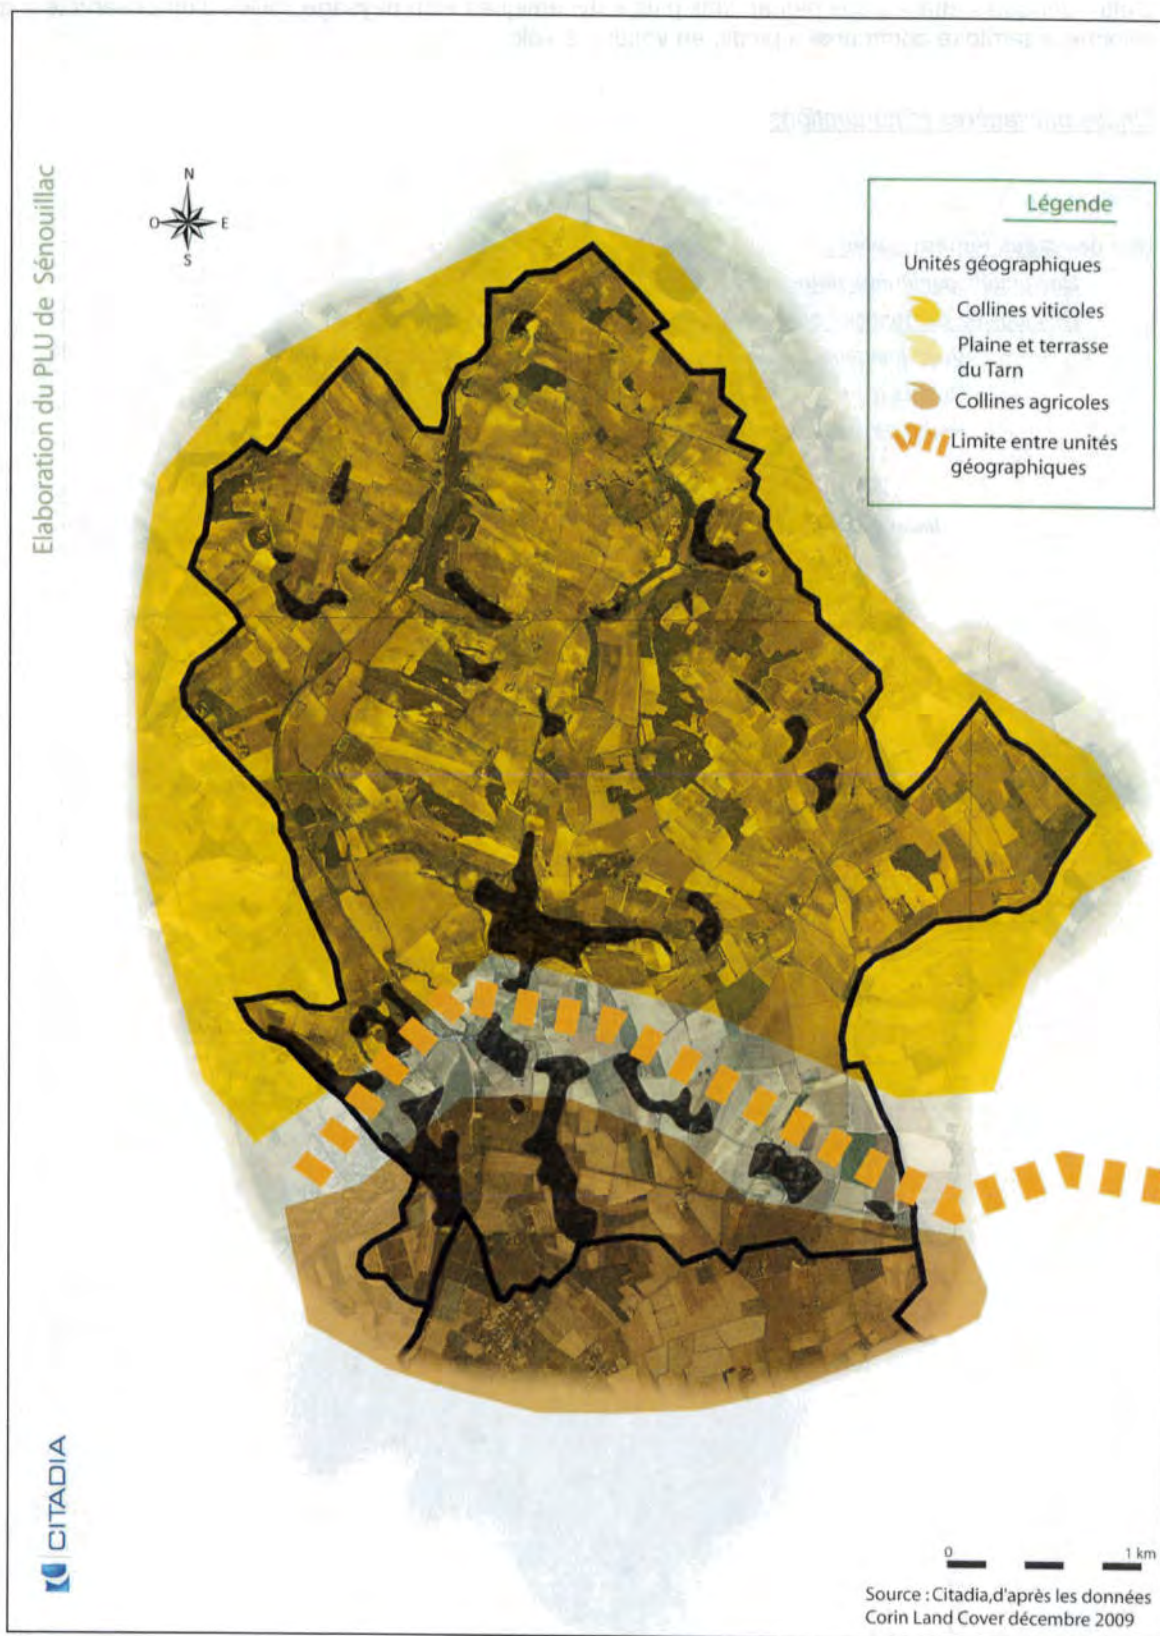 Elaboration du PLU de Sénouillac
N
O
E
S
Légende
Unités géographiques
Collines viticoles
Plaine et terrasse
du Tarn
Collines agricoles
Limite entre unités
géographiques
CITADIA
0
1 km
Source : Citadia,d'après les données
Corin Land Cover décembre 2009